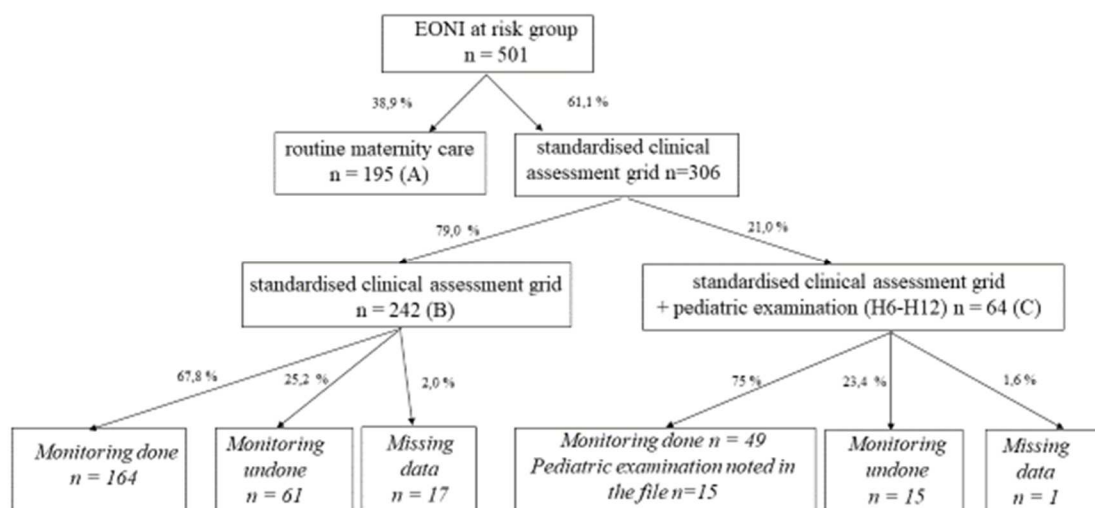 EONI at risk group
n = 501
38,9 %
61,1 %
routine maternity care
n = 195 (A)
standardised clinical
assessment grid n=306
79,0 %
21,0 %
standardised clinical assessment grid
n = 242 (B)
standardised clinical assessment grid
+ pediatric examination (H6-H12) n = 64 (C)
67,8 %
25,2 %
2,0 %
75 %
23,4 %
1,6 %
Monitoring done
n = 164
Monitoring
undone
n = 61
Missing
data
n = 17
Monitoring done n = 49
Pediatric examination noted in
the file n=15
Monitoring
undone
n = 15
Missing
data
n = 1